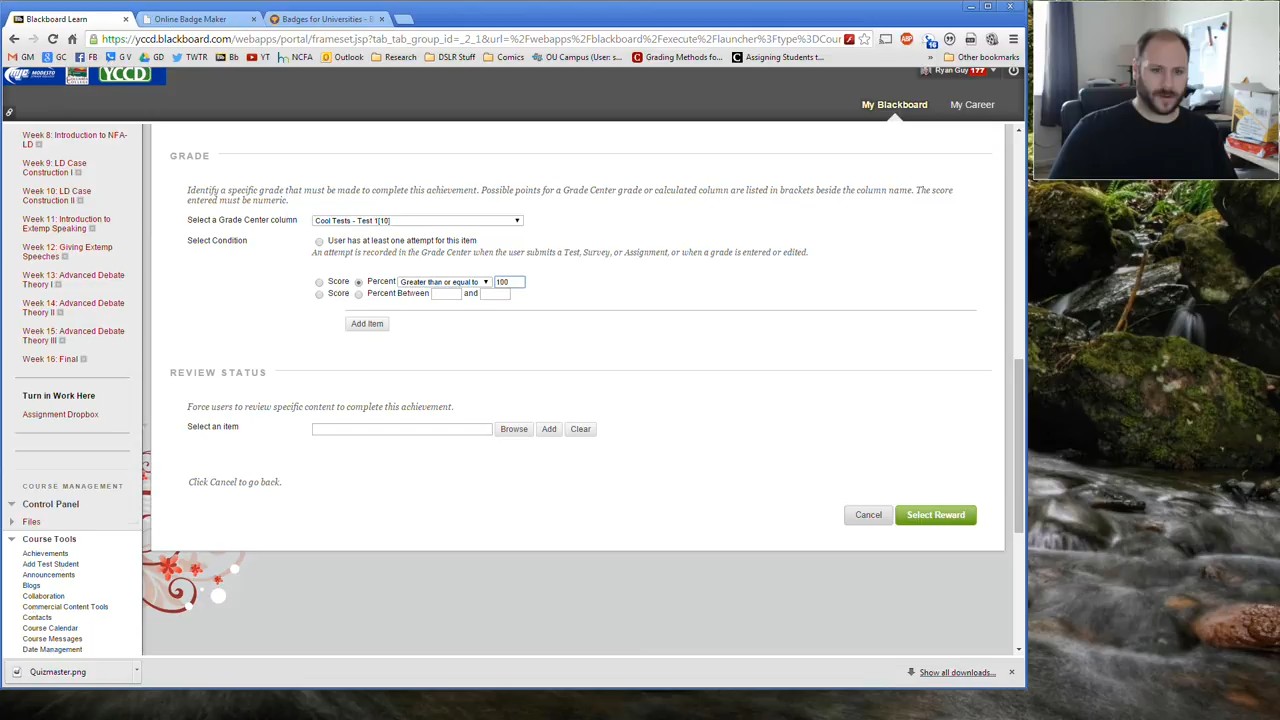 Blackboard Learn
Online Badge Maker
Badges for Universities - B
https://yccd.blackboard.com/webapps/portal/frameset.jsp?tab_tab_group_id=_2_1&url=%2Fwebapps%2Fblackboard%2Fexecute%2Flauncher%3Ftype%3DCour
GM
FB
GV
GD
TWTR
Bb
YT
NCFA
Outlook
Research
DSLR Stuff
Comics
OU Campus (User: s...
Grading Methods fo...
Assigning Students t...
Other bookmarks
MODESTO
YCCD
Ryan Guy 177
My Blackboard
My Career
Week 8: Introduction to NFA-
LD
Week 9: LD Case
Construction I
Week 10: LD Case
Construction II
Week 11: Introduction to
Extemp Speaking
Week 12: Giving Extemp
Speeches
Week 13: Advanced Debate
Theory I
Week 14: Advanced Debate
Theory II
Week 15: Advanced Debate
Theory III
Week 16: Final
Turn in Work Here
Assignment Dropbox
COURSE MANAGEMENT
Control Panel
Files
Course Tools
Achievements
Add Test Student
Announcements
Blogs
Collaboration
Commercial Content Tools
Contacts
Course Calendar
Course Messages
Date Management
GRADE
Identify a specific grade that must be made to complete this achievement. Possible points for a Grade Center grade or calculated column are listed in brackets beside the column name. The score
entered must be numeric.
Select a Grade Center column
Cool Tests - Test 1[10]
Select Condition
User has at least one attempt for this item
An attempt is recorded in the Grade Center when the user submits a Test, Survey, or Assignment, or when a grade is entered or edited.
Score Percent Greater than or equal to 100
Score Percent Between and
Add Item
REVIEW STATUS
Force users to review specific content to complete this achievement.
Select an item
Browse
Add
Clear
Click Cancel to go back.
Cancel
Select Reward
Quizmaster.png
Show all downloads...